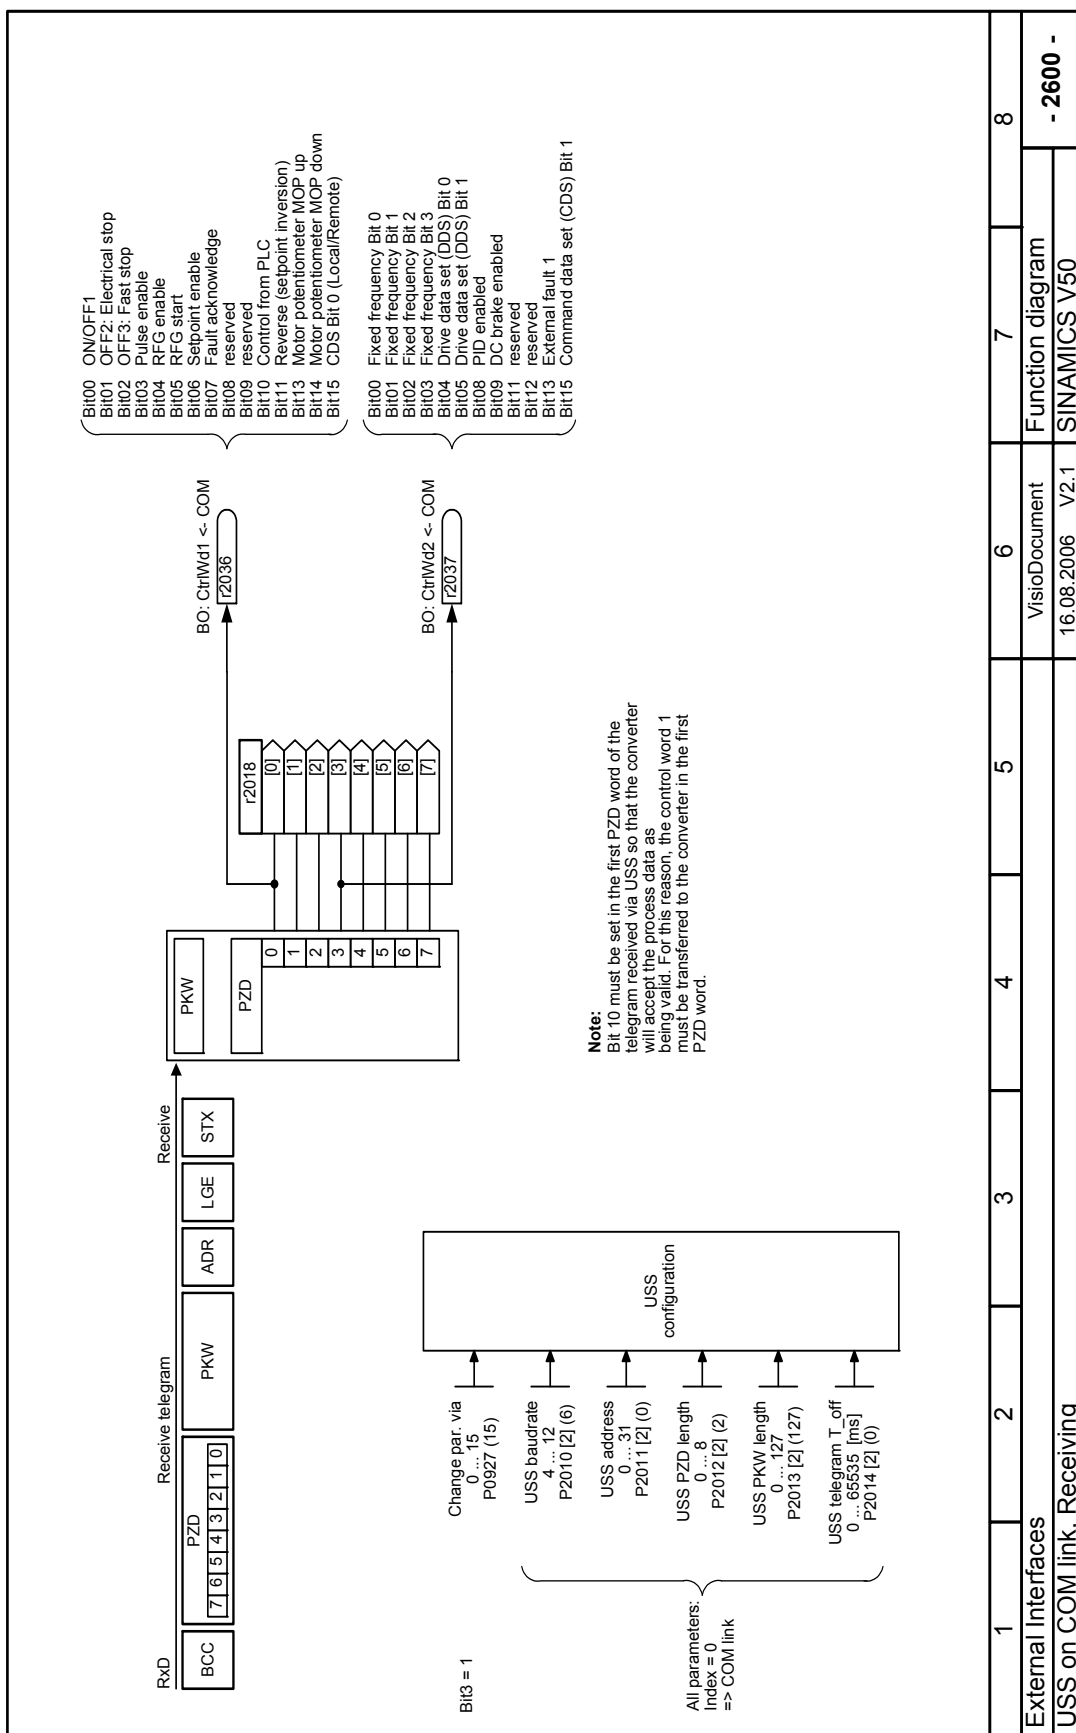 RxD
Receive telegram
Receive
BCC
PZD
7 6 5 4 3 2 1 0
PKW
ADR
LGE
STX
PKW
PZD
0
1
2
3
4
5
6
7
r2018
[0]
[1]
[2]
[3]
[4]
[5]
[6]
[7]
BO: CtrlWd1 <- COM
r2036
BO: CtrlWd2 <- COM
r2037
Bit00 ON/OFF1
Bit01 OFF2: Electrical stop
Bit02 OFF3: Fast stop
Bit03 Pulse enable
Bit04 RFG enable
Bit05 RFG start
Bit06 Setpoint enable
Bit07 Fault acknowledge
Bit08 reserved
Bit09 reserved
Bit10 Control from PLC
Bit11 Reverse (setpoint inversion)
Bit13 Motor potentiometer MOP up
Bit14 Motor potentiometer MOP down
Bit15 CDS Bit 0 (Local/Remote)
Bit00 Fixed frequency Bit 0
Bit01 Fixed frequency Bit 1
Bit02 Fixed frequency Bit 2
Bit03 Fixed frequency Bit 3
Bit04 Drive data set (DDS) Bit 0
Bit05 Drive data set (DDS) Bit 1
Bit08 PID enabled
Bit09 DC brake enabled
Bit11 reserved
Bit12 reserved
Bit13 External fault 1
Bit15 Command data set (CDS) Bit 1
Bit3 = 1
Change par. via
0 ... 15
P0927 (15)
USS baudrate
4 ... 12
P2010 [2] (6)
USS address
0 ... 31
P2011 [2] (0)
USS PZD length
0 ... 8
P2012 [2] (2)
USS PKW length
0 ... 127
P2013 [2] (127)
USS telegram T_off
0 ... 65535 [ms]
P2014 [2] (0)
All parameters:
Index = 0
=> COM link
USS
configuration
Note:
Bit 10 must be set in the first PZD word of the
telegram received via USS so that the converter
will accept the process data as
being valid. For this reason, the control word 1
must be transferred to the converter in the first
PZD word.
1 2 3 4 5 6 7 8
External Interfaces
USS on COM link, Receiving
VisioDocument
16.08.2006 V2.1
Function diagram
SINAMICS V50
- 2600 -